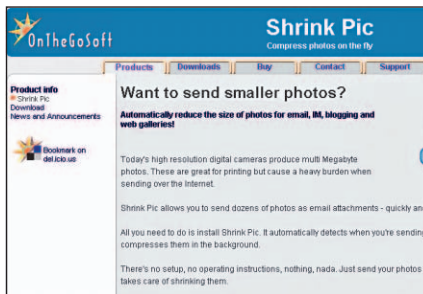 OnTheGoSoft
Shrink Pic
Compress photos on the fly
Products Downloads Buy Contact Support
Product info
Shrink Pic
Download
News and Announcements
Bookmark on
del.icio.us
Want to send smaller photos?
Automatically reduce the size of photos for email, IM, blogging and
web galleries!
Today's high resolution digital cameras produce multi Megabyte
photos. These are great for printing but cause a heavy burden when
sending over the Internet.
Shrink Pic allows you to send dozens of photos as email attachments - quickly an
All you need to do is install Shrink Pic. It automatically detects when you're sending
compresses them in the background.
There's no setup, no operating instructions, nothing, nada. Just send your photos
takes care of shrinking them.